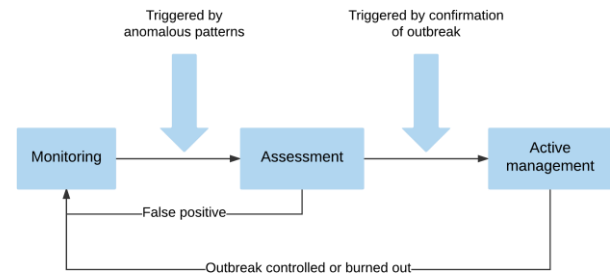 Triggered by
anomalous patterns
Triggered by confirmation
of outbreak
Monitoring
Assessment
Active
management
False positive
Outbreak controlled or burned out